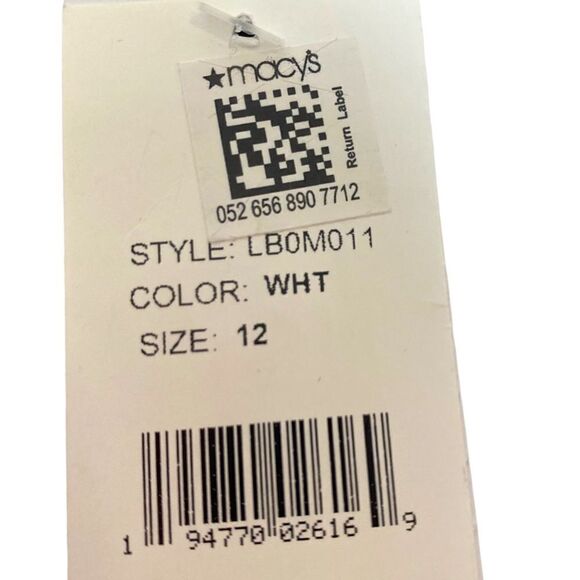 ★macy's
Return Label
052 656 890 7712
STYLE: LB0M011
COLOR: WHT
SIZE: 12
1 94770 02616 9